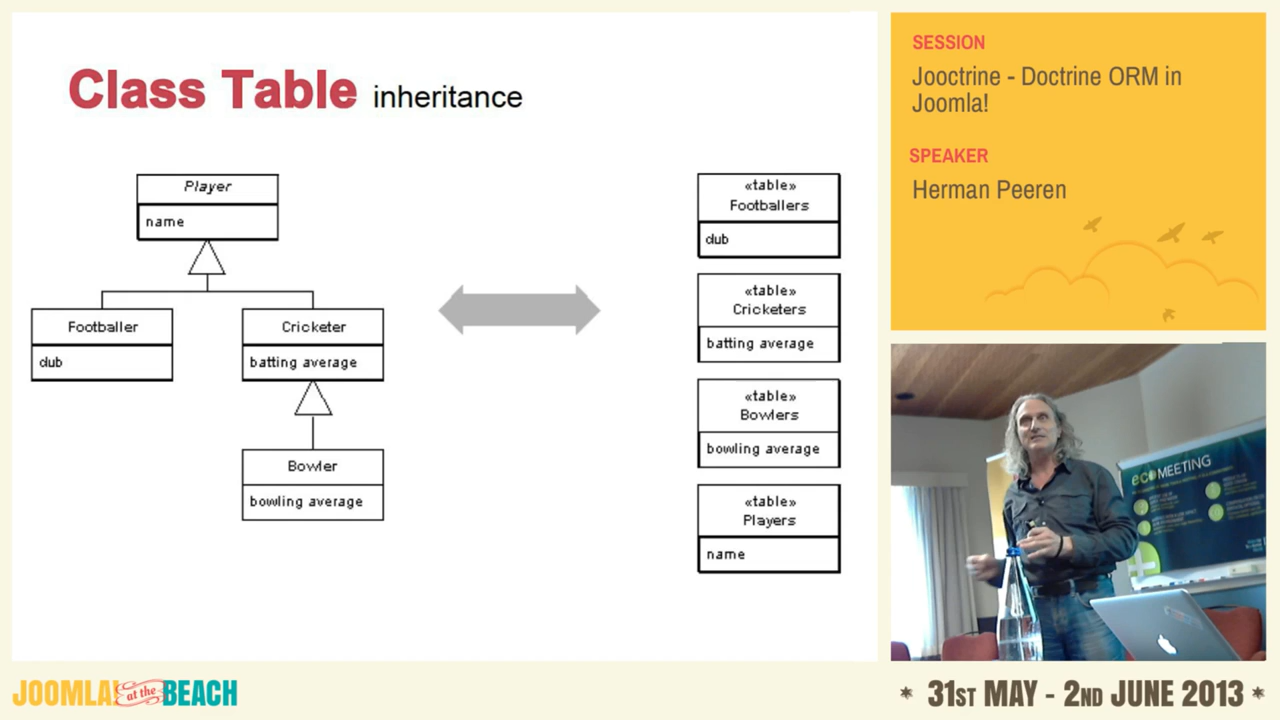 Class Table inheritance
Player
name
Footballer
club
Cricketer
batting average
Bowler
bowling average
«table»
Footballers
club
«table»
Cricketers
batting average
«table»
Bowlers
bowling average
«table»
Players
name
SESSION
Jooctrine - Doctrine ORM in
Joomla!
SPEAKER
Herman Peeren
ecoMEETING
JOOMLA! at the BEACH
* 31ST MAY - 2ND JUNE 2013 *